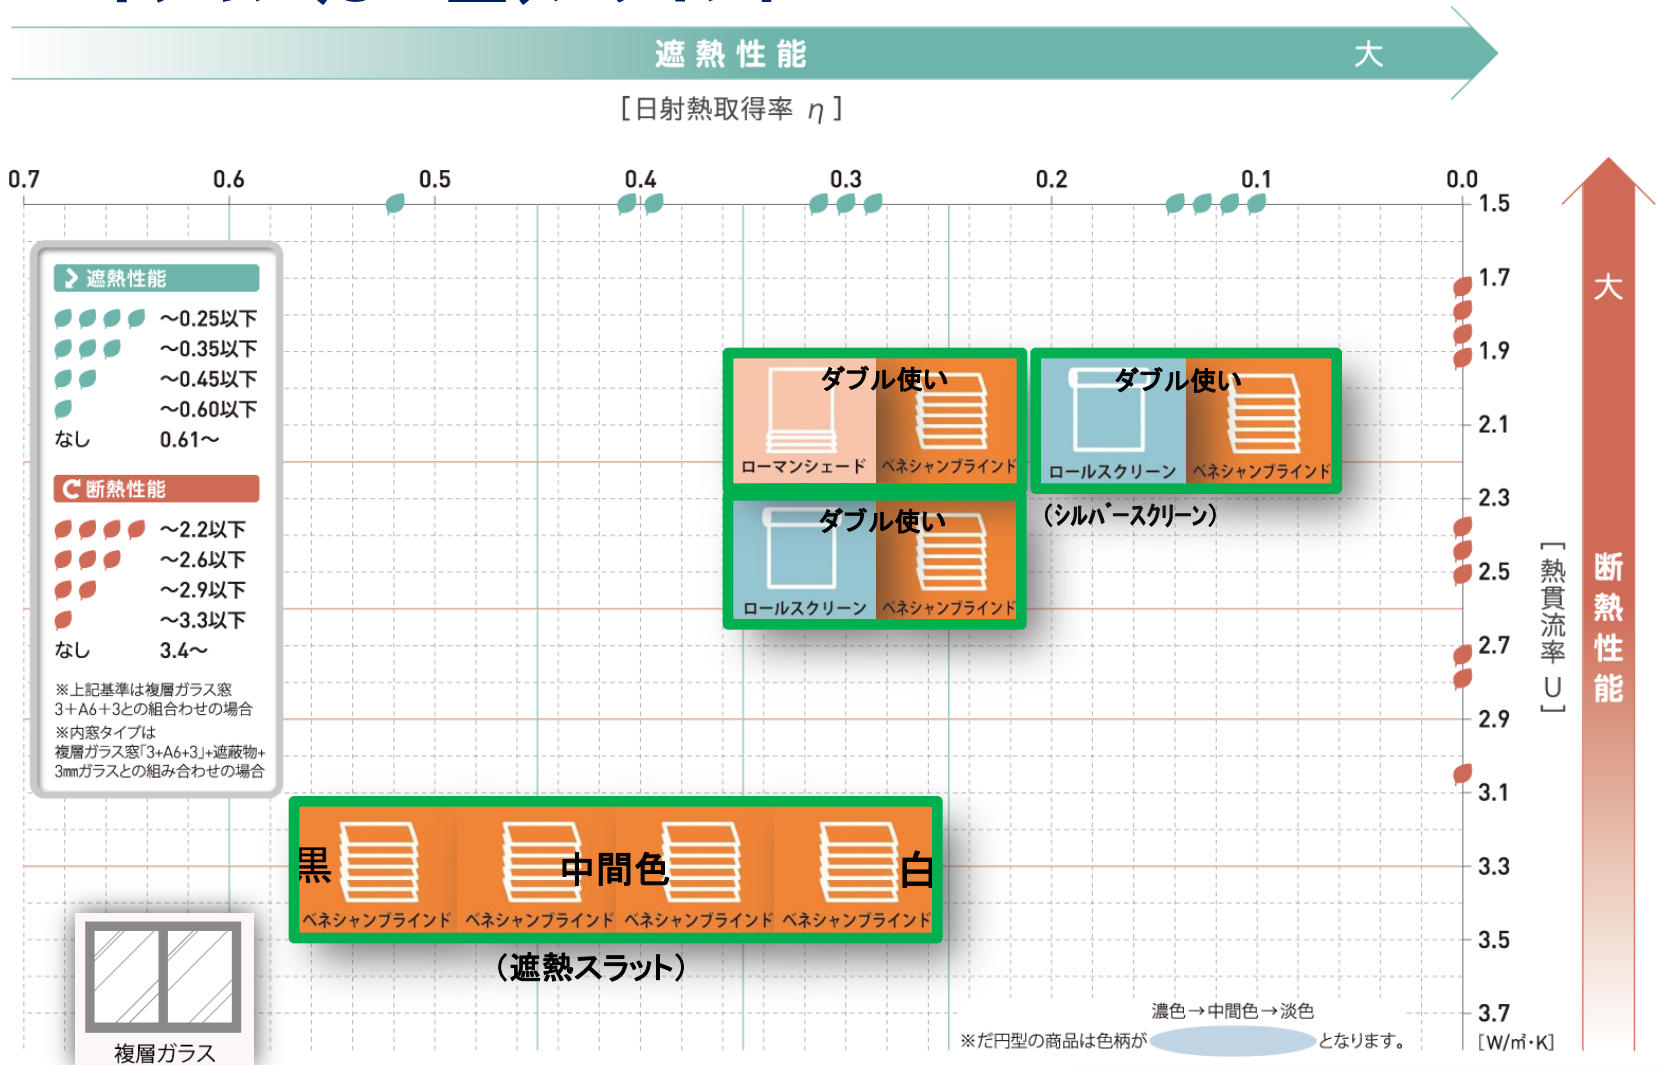 遮熱性能 大
[日射熱取得率 η]
0.7 0.6 0.5 0.4 0.3 0.2 0.1 0.0
1.5
1.7
1.9
2.1
2.3
2.5
2.7
2.9
3.1
3.3
3.5
3.7
[W/㎡・K]
大
断熱性能
[熱貫流率 U]
遮熱性能
～0.25以下
～0.35以下
～0.45以下
～0.60以下
なし 0.61～
断熱性能
～2.2以下
～2.6以下
～2.9以下
～3.3以下
なし 3.4～
※上記基準は複層ガラス窓
3＋A6＋3との組合わせの場合
※内窓タイプは
複層ガラス窓｢3+A6+3｣+遮蔽物+
3㎜ガラスとの組み合わせの場合
ダブル使い
ローマンシェード ベネシャンブラインド
ダブル使い
ロールスクリーン ベネシャンブラインド
(シルバースクリーン)
ダブル使い
ロールスクリーン ベネシャンブラインド
黒 中間色 白
ベネシャンブラインド ベネシャンブラインド ベネシャンブラインド ベネシャンブラインド
(遮熱スラット)
複層ガラス
濃色→中間色→淡色
※だ円型の商品は色柄が となります。